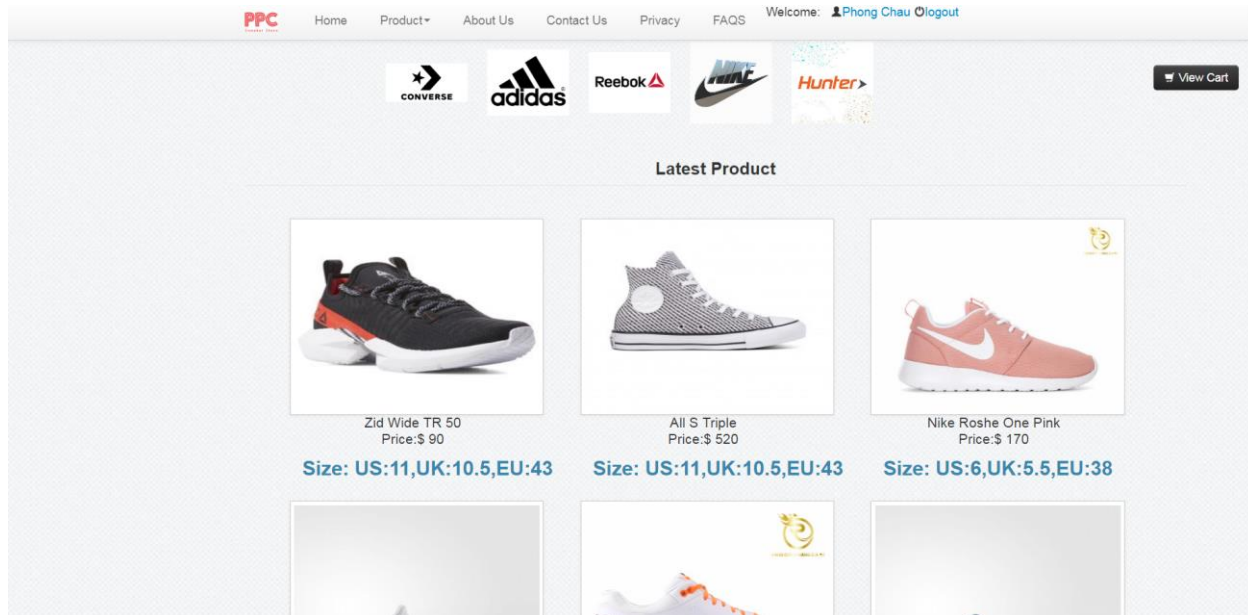 PPC
Home Product About Us Contact Us Privacy FAQS Welcome: Phong Chau logout
CONVERSE
adidas
Reebok
NIKE
Hunter
View Cart
Latest Product
Zid Wide TR 50
Price:$ 90
Size: US:11,UK:10.5,EU:43
All S Triple
Price:$ 520
Size: US:11,UK:10.5,EU:43
Nike Roshe One Pink
Price:$ 170
Size: US:6,UK:5.5,EU:38